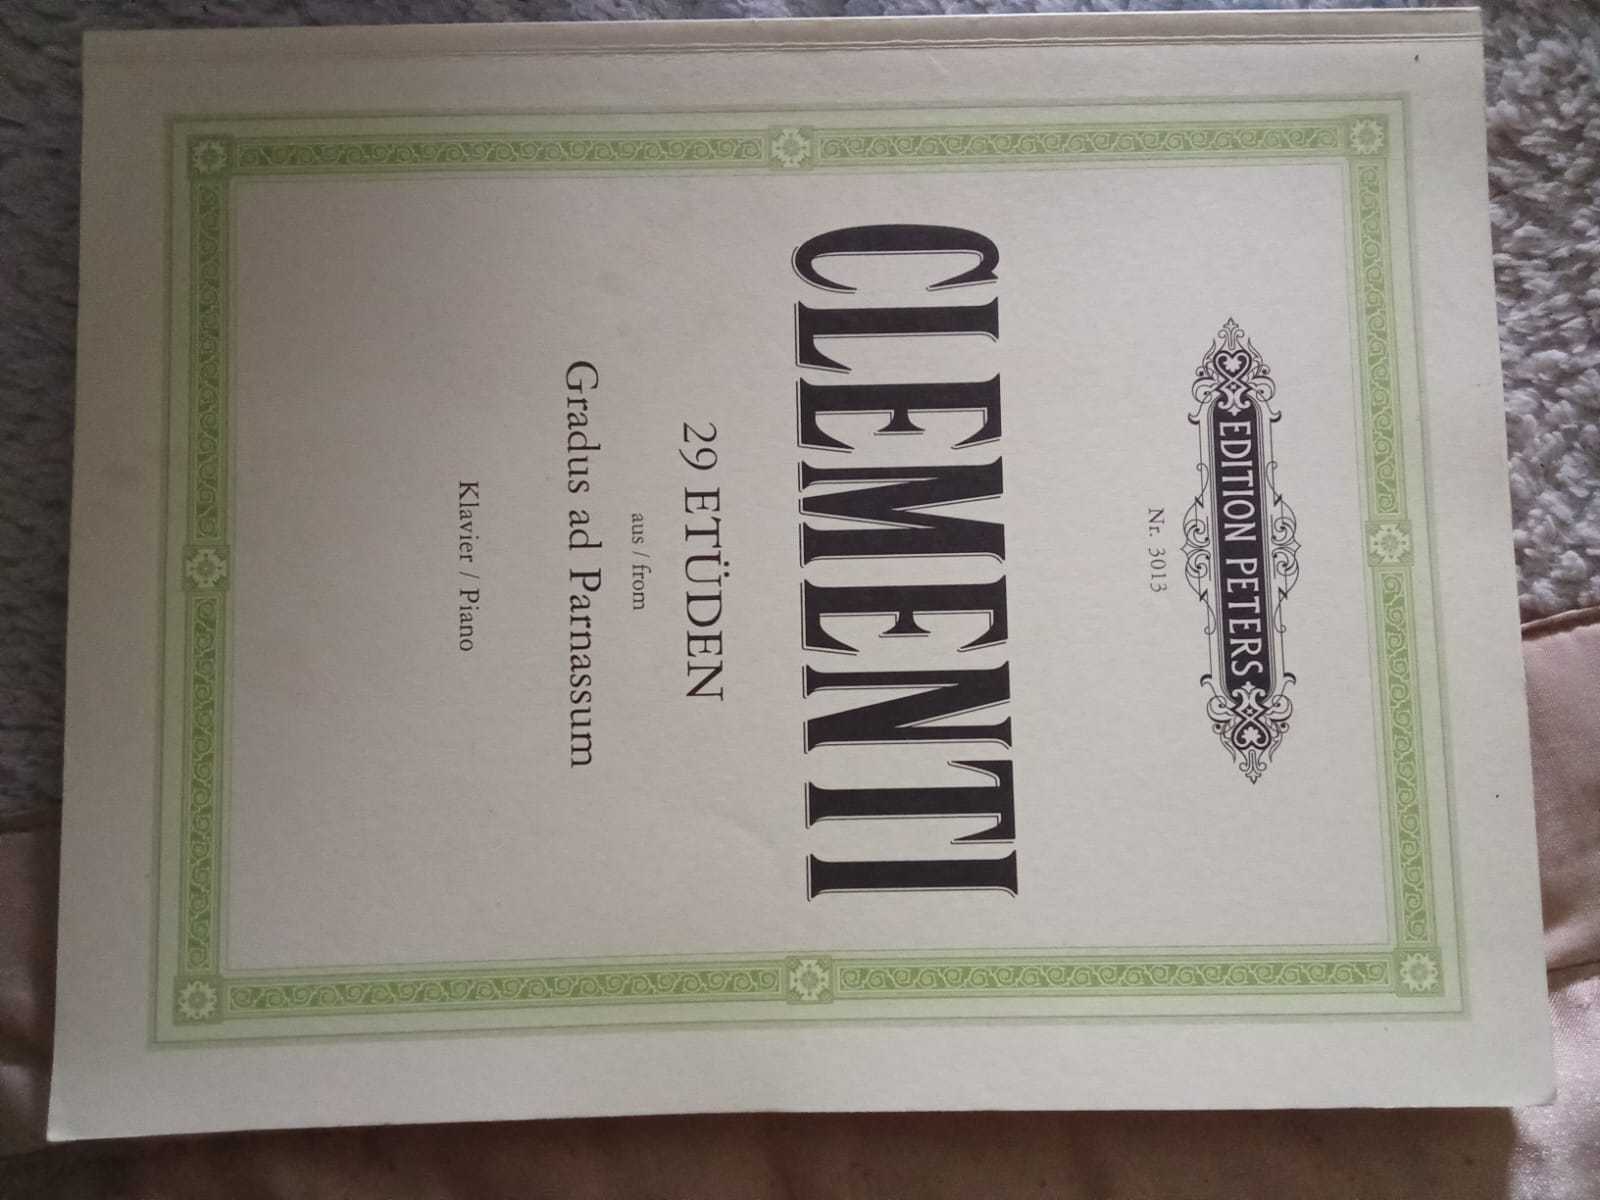 EDITION PETERS
Nr. 3013
CLEMENTI
29 ETÜDEN
aus / from
Gradus ad Parnassum
Klavier / Piano